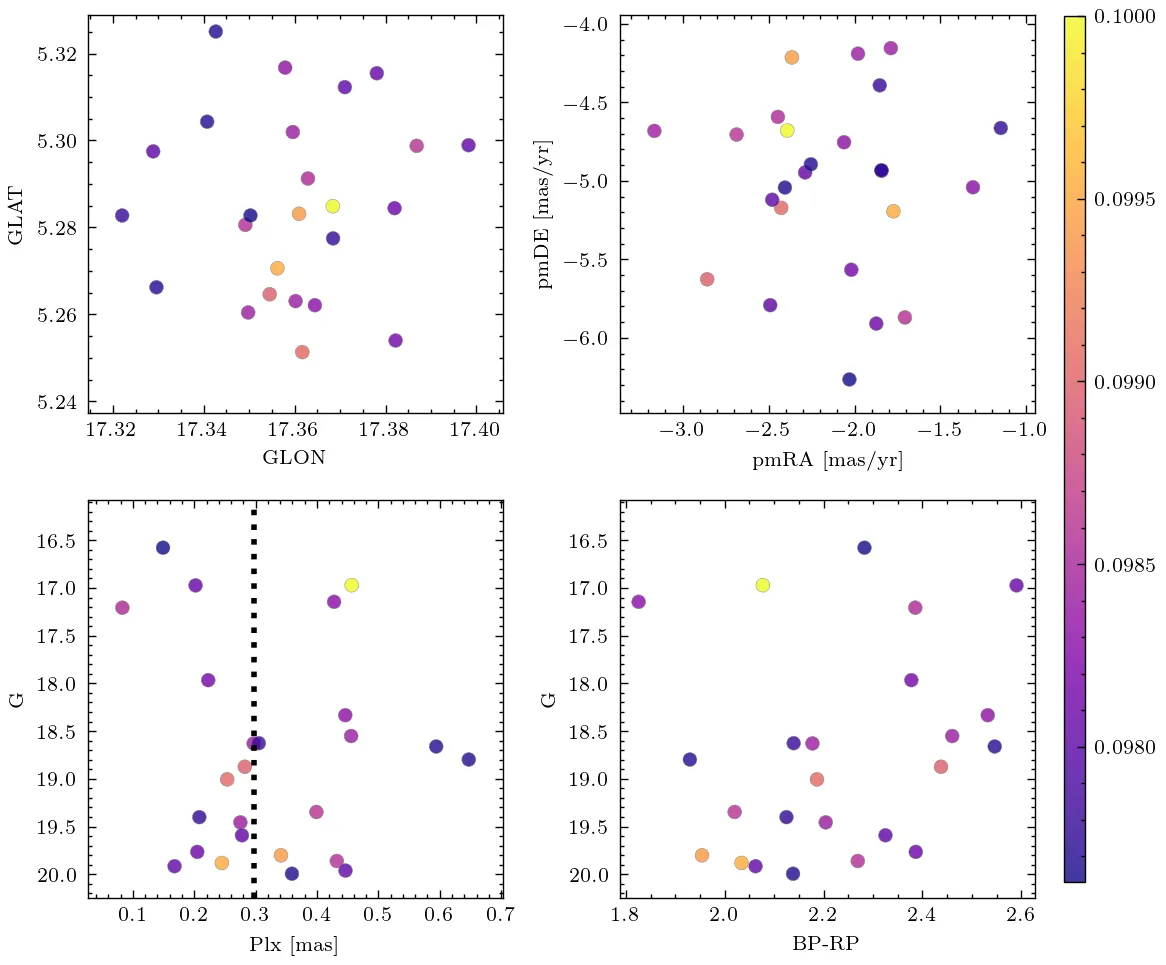 5.32
5.30
5.28
5.26
5.24
GLAT
17.32 17.34 17.36 17.38 17.40
GLON
−4.0
−4.5
−5.0
−5.5
−6.0
pmDE [mas/yr]
−3.0 −2.5 −2.0 −1.5 −1.0
pmRA [mas/yr]
16.5
17.0
17.5
18.0
18.5
19.0
19.5
20.0
G
0.1 0.2 0.3 0.4 0.5 0.6 0.7
Plx [mas]
16.5
17.0
17.5
18.0
18.5
19.0
19.5
20.0
G
1.8 2.0 2.2 2.4 2.6
BP-RP
0.1000
0.0995
0.0990
0.0985
0.0980